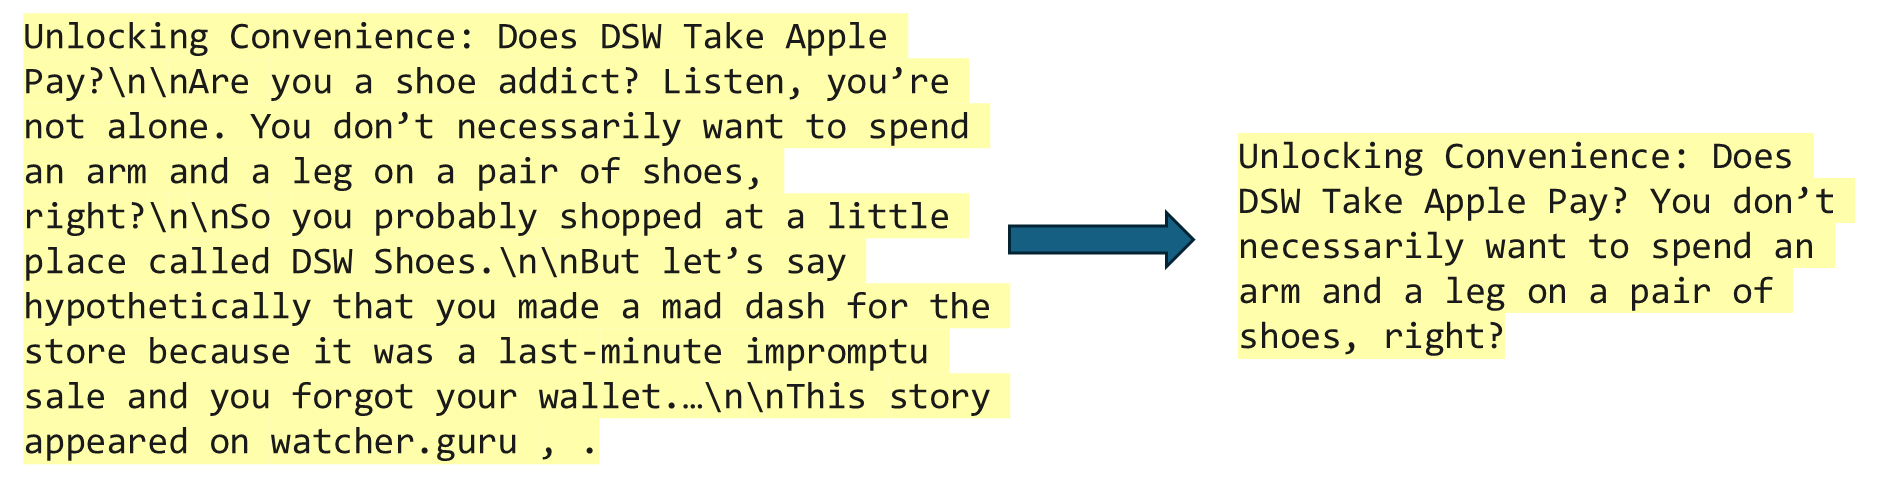 Unlocking Convenience: Does DSW Take Apple
Pay?\n\nAre you a shoe addict? Listen, you’re
not alone. You don’t necessarily want to spend
an arm and a leg on a pair of shoes,
right?\n\nSo you probably shopped at a little
place called DSW Shoes.\n\nBut let’s say
hypothetically that you made a mad dash for the
store because it was a last-minute impromptu
sale and you forgot your wallet.…\n\nThis story
appeared on watcher.guru , .
Unlocking Convenience: Does
DSW Take Apple Pay? You don’t
necessarily want to spend an
arm and a leg on a pair of
shoes, right?